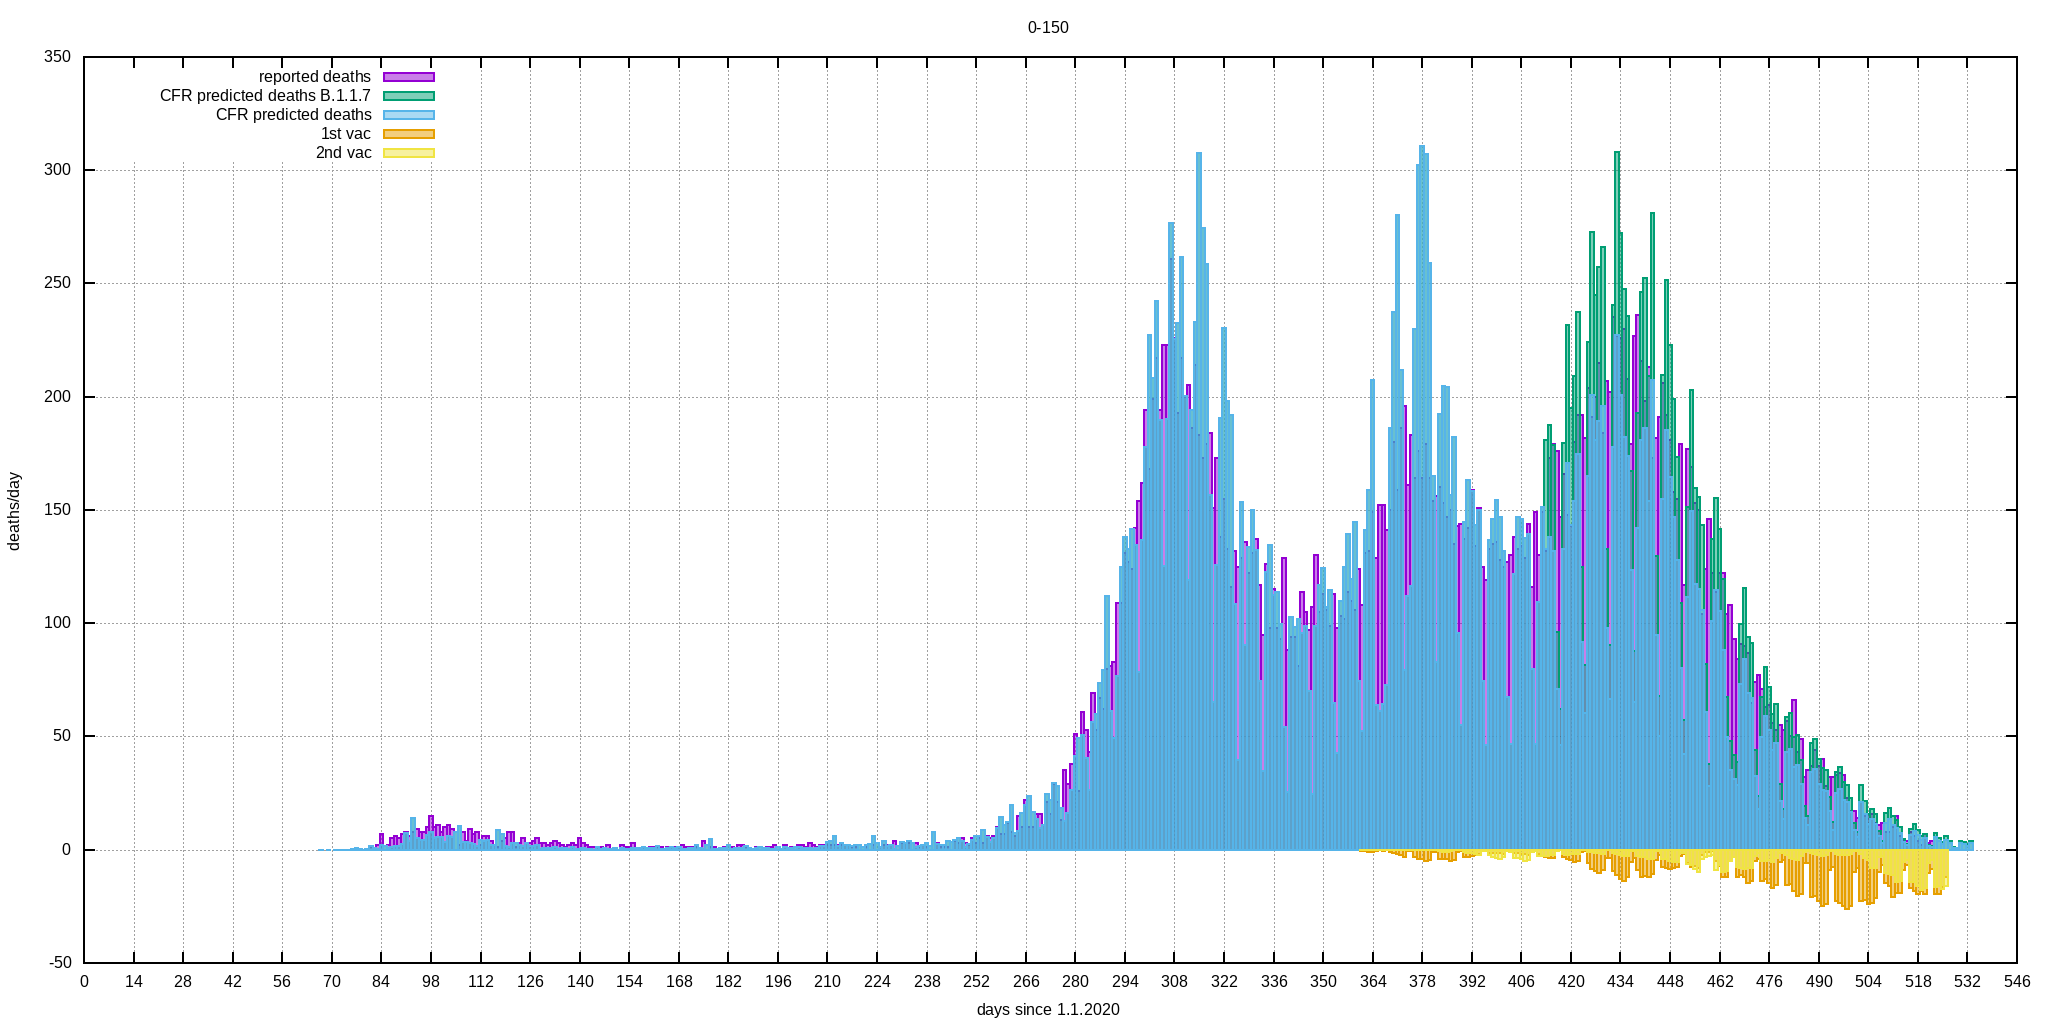 0-150
350
300
250
200
150
100
50
0
-50
deaths/day
reported deaths
CFR predicted deaths B.1.1.7
CFR predicted deaths
1st vac
2nd vac
0 14 28 42 56 70 84 98 112 126 140 154 168 182 196 210 224 238 252 266 280 294 308 322 336 350 364 378 392 406 420 434 448 462 476 490 504 518 532 546
days since 1.1.2020